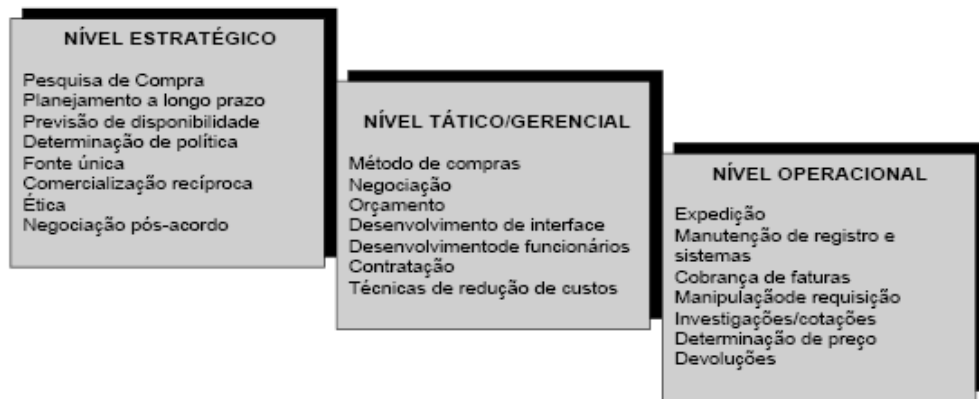 NÍVEL ESTRATÉGICO
Pesquisa de Compra
Planejamento a longo prazo
Previsão de disponibilidade
Determinação de política
Fonte única
Comercialização recíproca
Ética
Negociação pós-acordo
NÍVEL TÁTICO/GERENCIAL
Método de compras
Negociação
Orçamento
Desenvolvimento de interface
Desenvolvimentode funcionários
Contratação
Técnicas de redução de custos
NÍVEL OPERACIONAL
Expedição
Manutenção de registro e
sistemas
Cobrança de faturas
Manipulaçãode requisição
Investigações/cotações
Determinação de preço
Devoluções